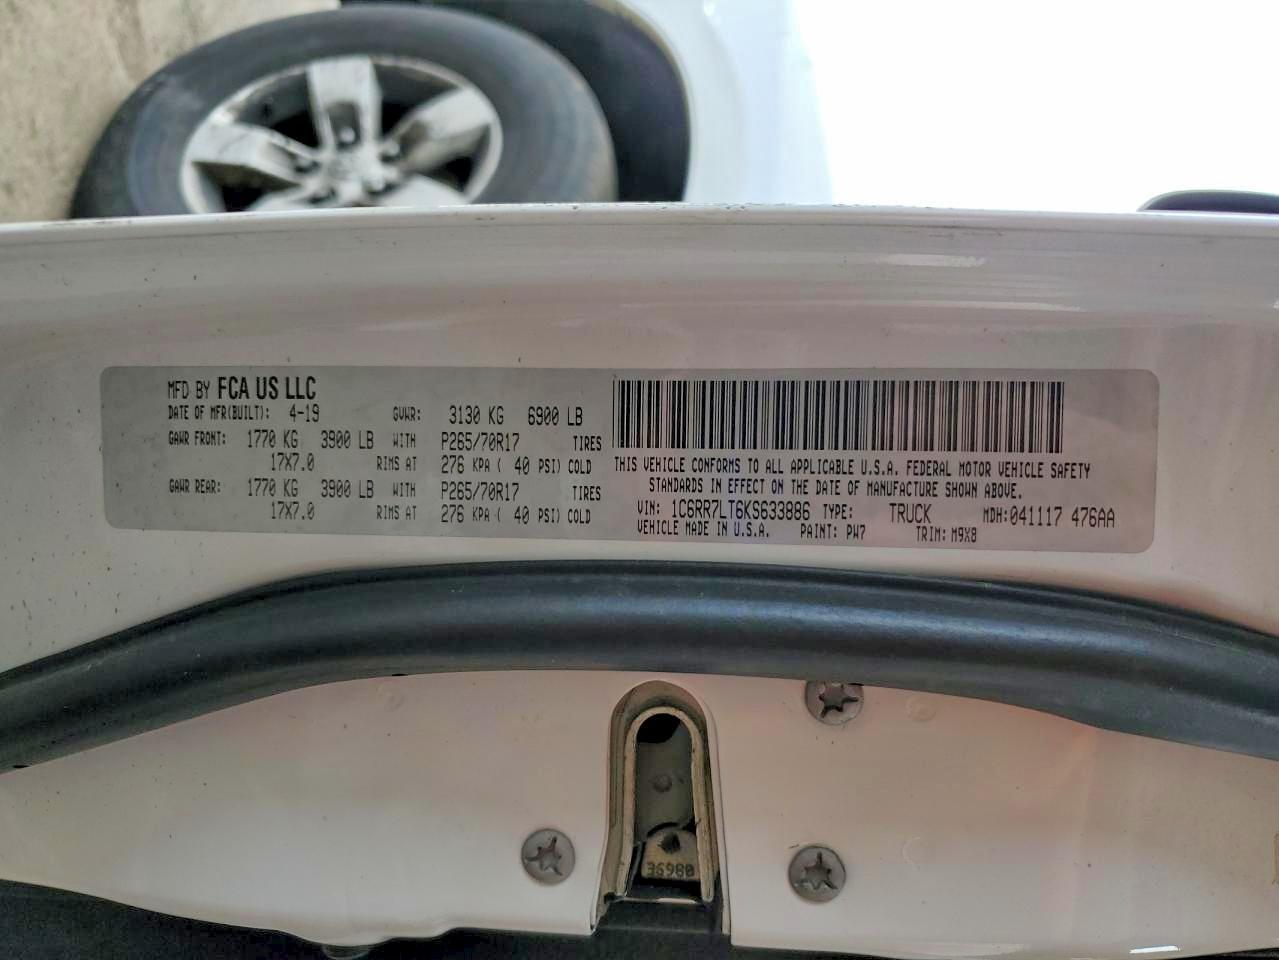 MFD BY FCA US LLC
DATE OF MFR(BUILT): 4-19 GVWR: 3130 KG 6900 LB
GAWR FRONT: 1770 KG 3900 LB WITH P265/70R17 TIRES
17X7.0 RIMS AT 276 KPA ( 40 PSI) COLD
GAWR REAR: 1770 KG 3900 LB WITH P265/70R17 TIRES
17X7.0 RIMS AT 276 KPA ( 40 PSI) COLD
THIS VEHICLE CONFORMS TO ALL APPLICABLE U.S.A. FEDERAL MOTOR VEHICLE SAFETY
STANDARDS IN EFFECT ON THE DATE OF MANUFACTURE SHOWN ABOVE.
VIN: 1C6RR7LT6KS633886 TYPE: TRUCK MDH: 041117 476AA
VEHICLE MADE IN U.S.A. PAINT: PW7 TRIM: M9X8
36980